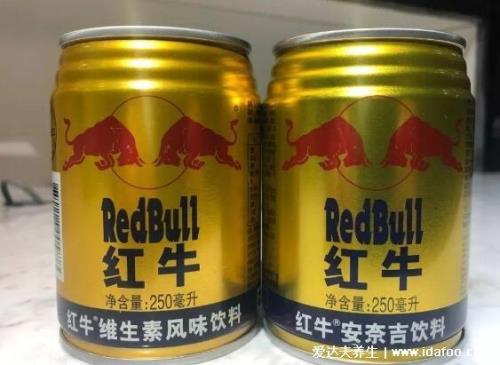 RedBull
红牛
净含量:250毫升
红牛®维生素风味饮料
RedBull
红牛
净含量:250毫升
红牛®安奈吉饮料
爱达夫养生 | www.idafoo.com